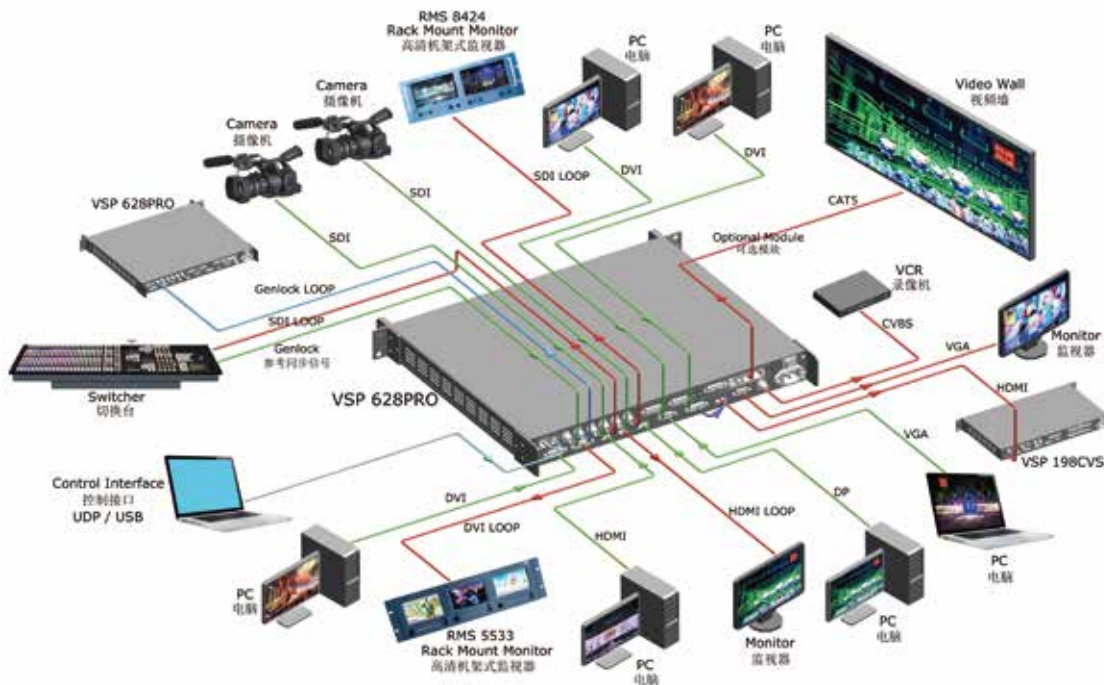 RMS 8424
Rack Mount Monitor
高清机架式监视器
PC
电脑
PC
电脑
Camera
摄像机
Camera
摄像机
Video Wall
视频墙
VSP 628PRO
SDI
SDI
SDI LOOP
DVI
DVI
CAT5
Optional Module
可选模块
VCR
录像机
Genlock LOOP
SDI LOOP
CVBS
Monitor
监视器
VGA
Genlock
参考同步信号
Switcher
切换台
VSP 628PRO
HDMI
VGA
VSP 198CVS
Control Interface
控制接口
UDP / USB
DVI
DVI LOOP
HDMI
HDMI LOOP
DP
PC
电脑
PC
电脑
RMS 5533
Rack Mount Monitor
高清机架式监视器
PC
电脑
Monitor
监视器
PC
电脑